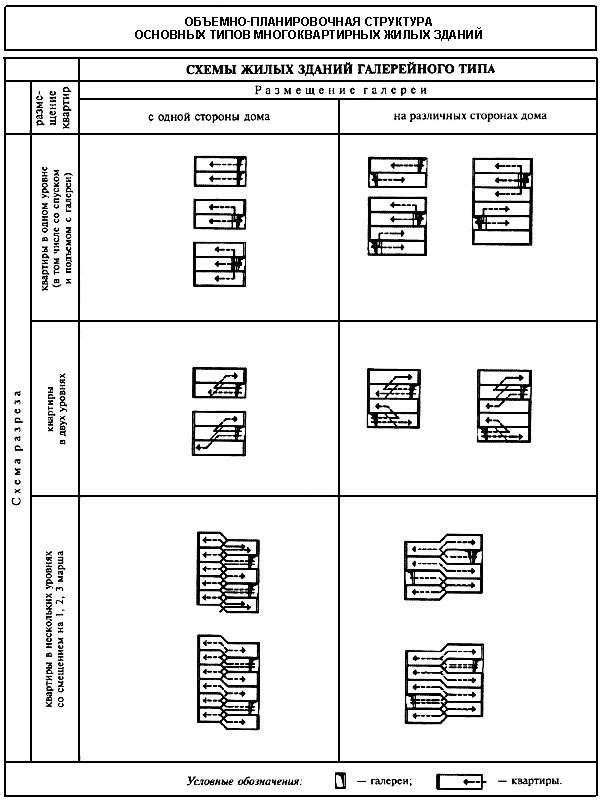 ОБЪЕМНО-ПЛАНИРОВОЧНАЯ СТРУКТУРА
ОСНОВНЫХ ТИПОВ МНОГОКВАРТИРНЫХ ЖИЛЫХ ЗДАНИЙ
СХЕМЫ ЖИЛЫХ ЗДАНИЙ ГАЛЕРЕЙНОГО ТИПА
разме-
щение
квартир
Размещение галереи
с одной стороны дома
на различных сторонах дома
Схема разреза
квартиры в одном уровне
(в том числе со спуском
и подъемом с галереи)
квартиры
в двух уровнях
квартиры в нескольких уровнях
со смещением на 1, 2, 3 марша
Условные обозначения:
— галереи;
— квартиры.